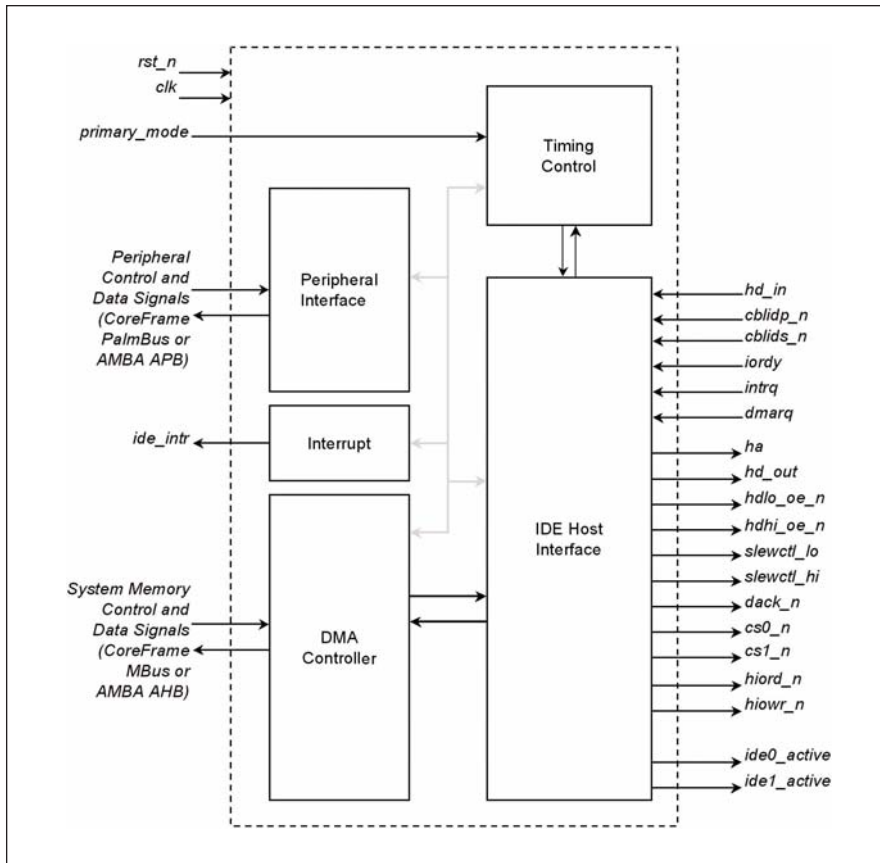 rst_n
clk
primary_mode
Timing
Control
Peripheral
Control and
Data Signals
(CoreFrame
PalmBus or
AMBA APB)
Peripheral
Interface
ide_intr
Interrupt
System Memory
Control and
Data Signals
(CoreFrame
MBus or
AMBA AHB)
DMA
Controller
IDE Host
Interface
hd_in
cblidp_n
cblids_n
iordy
intrq
dmarq
ha
hd_out
hdlo_oe_n
hdhi_oe_n
slewctl_lo
slewctl_hi
dack_n
cs0_n
cs1_n
hiord_n
hiowr_n
ide0_active
ide1_active